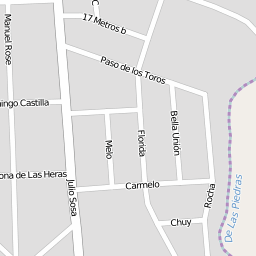 Manuel Rose
C
17 Metros b
Paso de los Toros
ingo Castilla
Melo
Florida
Bella Unión
ona de Las Heras
Julio Sosa
Carmelo
Rocha
Chuy
De Las Piedras